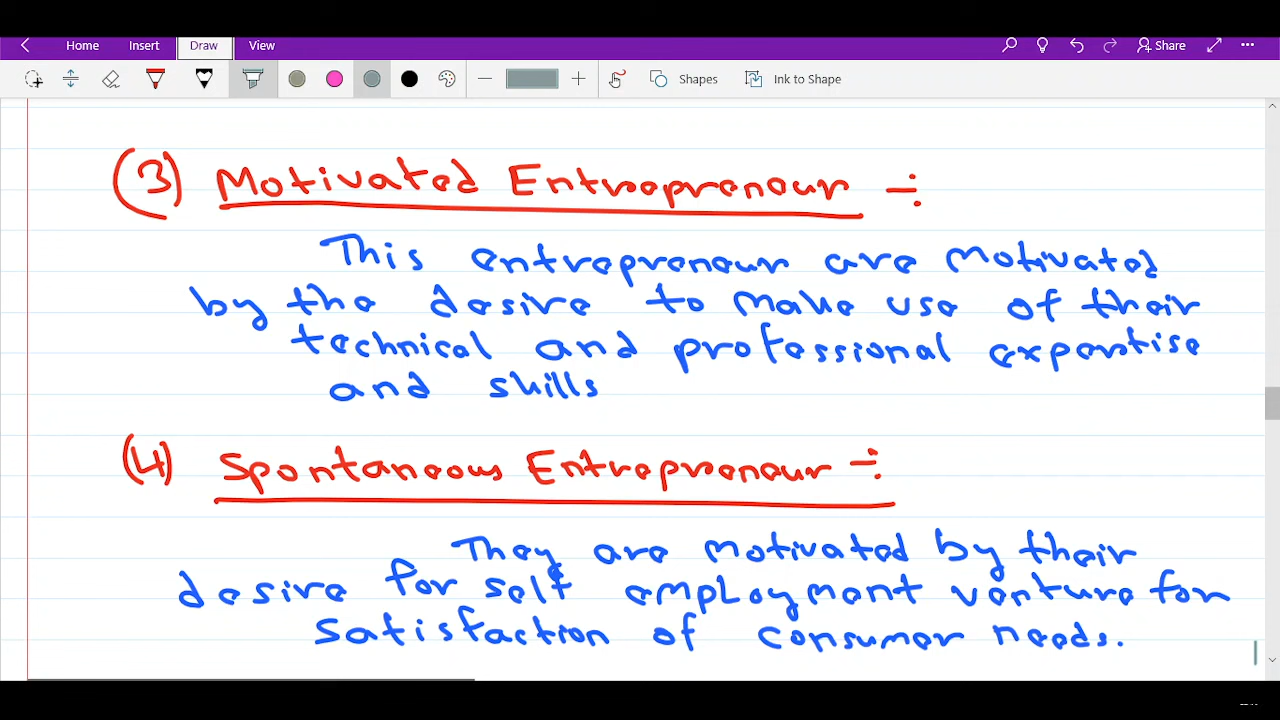 Home Insert Draw View Share
Shapes Ink to Shape
(3) Motivated Entrepreneur ÷
This entrepreneur are motivated
by the desire to make use of their
technical and professional expertise
and skills
(4) Spontaneous Entrepreneur ÷
They are motivated by their
desire for self employment venture for
satisfaction of consumer needs.